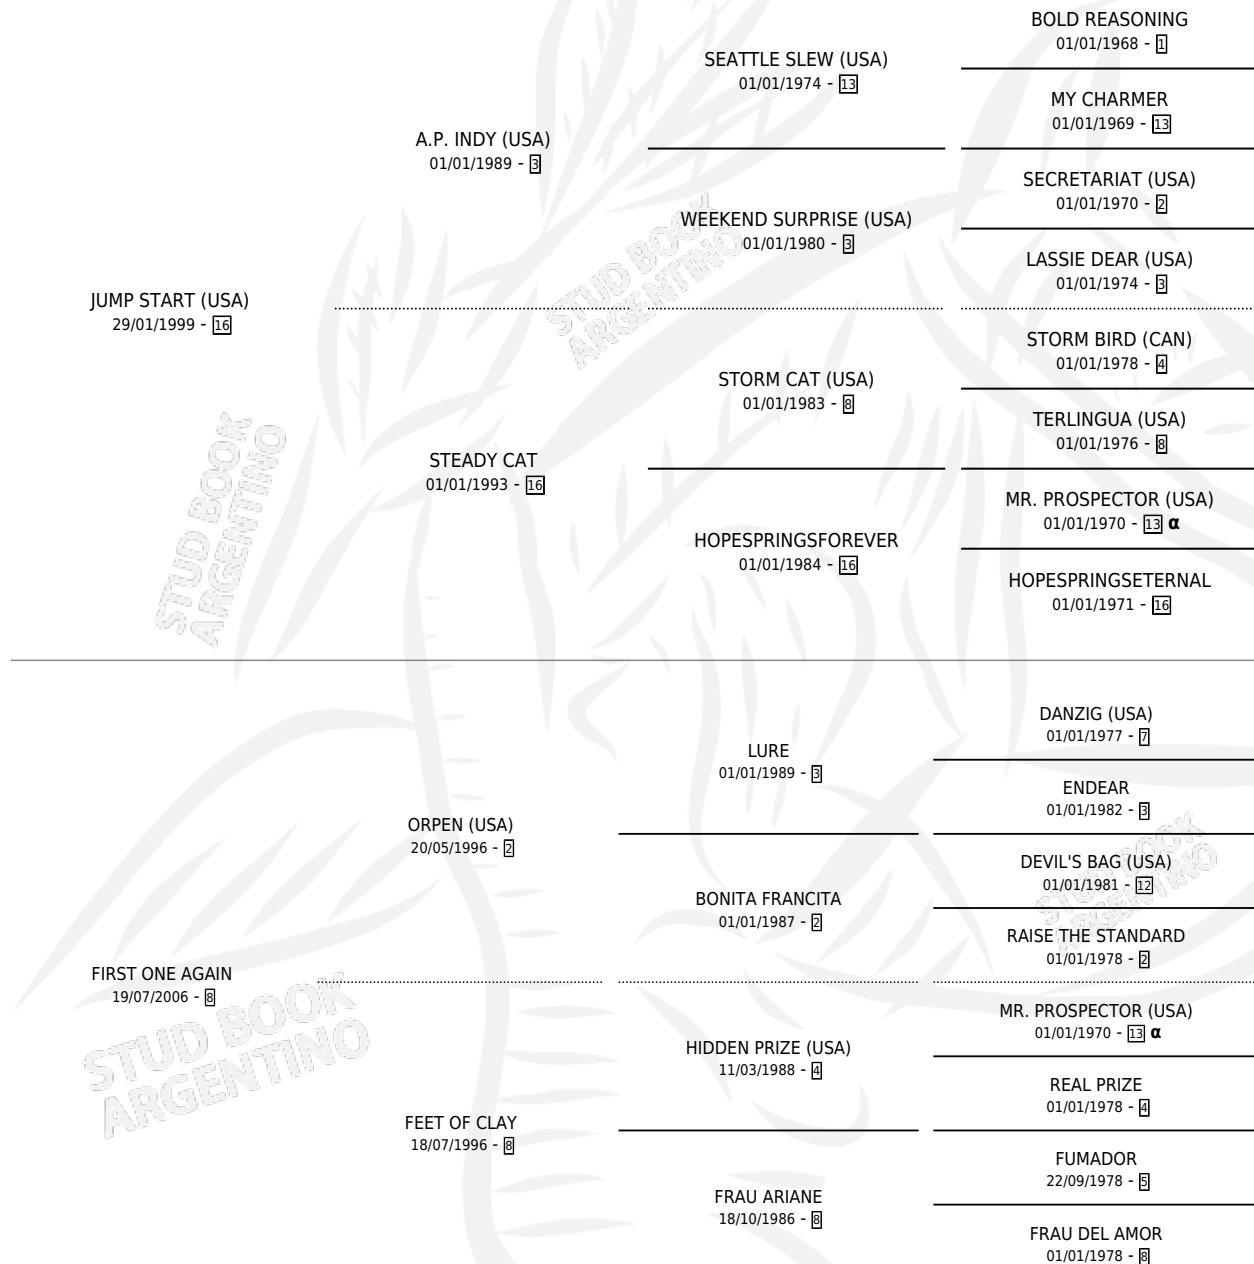 BOLD REASONING
01/01/1968 - 1
SEATTLE SLEW (USA)
01/01/1974 - 13
MY CHARMER
01/01/1969 - 13
A.P. INDY (USA)
01/01/1989 - 3
SECRETARIAT (USA)
01/01/1970 - 2
WEEKEND SURPRISE (USA)
01/01/1980 - 3
LASSIE DEAR (USA)
01/01/1974 - 3
STUD BOOK
ARGENTINO
JUMP START (USA)
29/01/1999 - 16
STORM BIRD (CAN)
01/01/1978 - 4
STORM CAT (USA)
01/01/1983 - 8
TERLINGUA (USA)
01/01/1976 - 8
STEADY CAT
01/01/1993 - 16
MR. PROSPECTOR (USA)
01/01/1970 - 13 α
HOPESPRINGSFOREVER
01/01/1984 - 16
HOPESPRINGSETERNAL
01/01/1971 - 16
STUD BOOK
ARGENTINO
DANZIG (USA)
01/01/1977 - 7
LURE
01/01/1989 - 3
ENDEAR
01/01/1982 - 3
ORPEN (USA)
20/05/1996 - 2
DEVIL'S BAG (USA)
01/01/1981 - 12
BONITA FRANCITA
01/01/1987 - 2
RAISE THE STANDARD
01/01/1978 - 2
STUD BOOK
ARGENTINO
FIRST ONE AGAIN
19/07/2006 - 8
MR. PROSPECTOR (USA)
01/01/1970 - 13 α
HIDDEN PRIZE (USA)
11/03/1988 - 4
REAL PRIZE
01/01/1978 - 4
STUD BOOK
ARGENTINO
FEET OF CLAY
18/07/1996 - 8
FUMADOR
22/09/1978 - 5
FRAU ARIANE
18/10/1986 - 8
FRAU DEL AMOR
01/01/1978 - 8